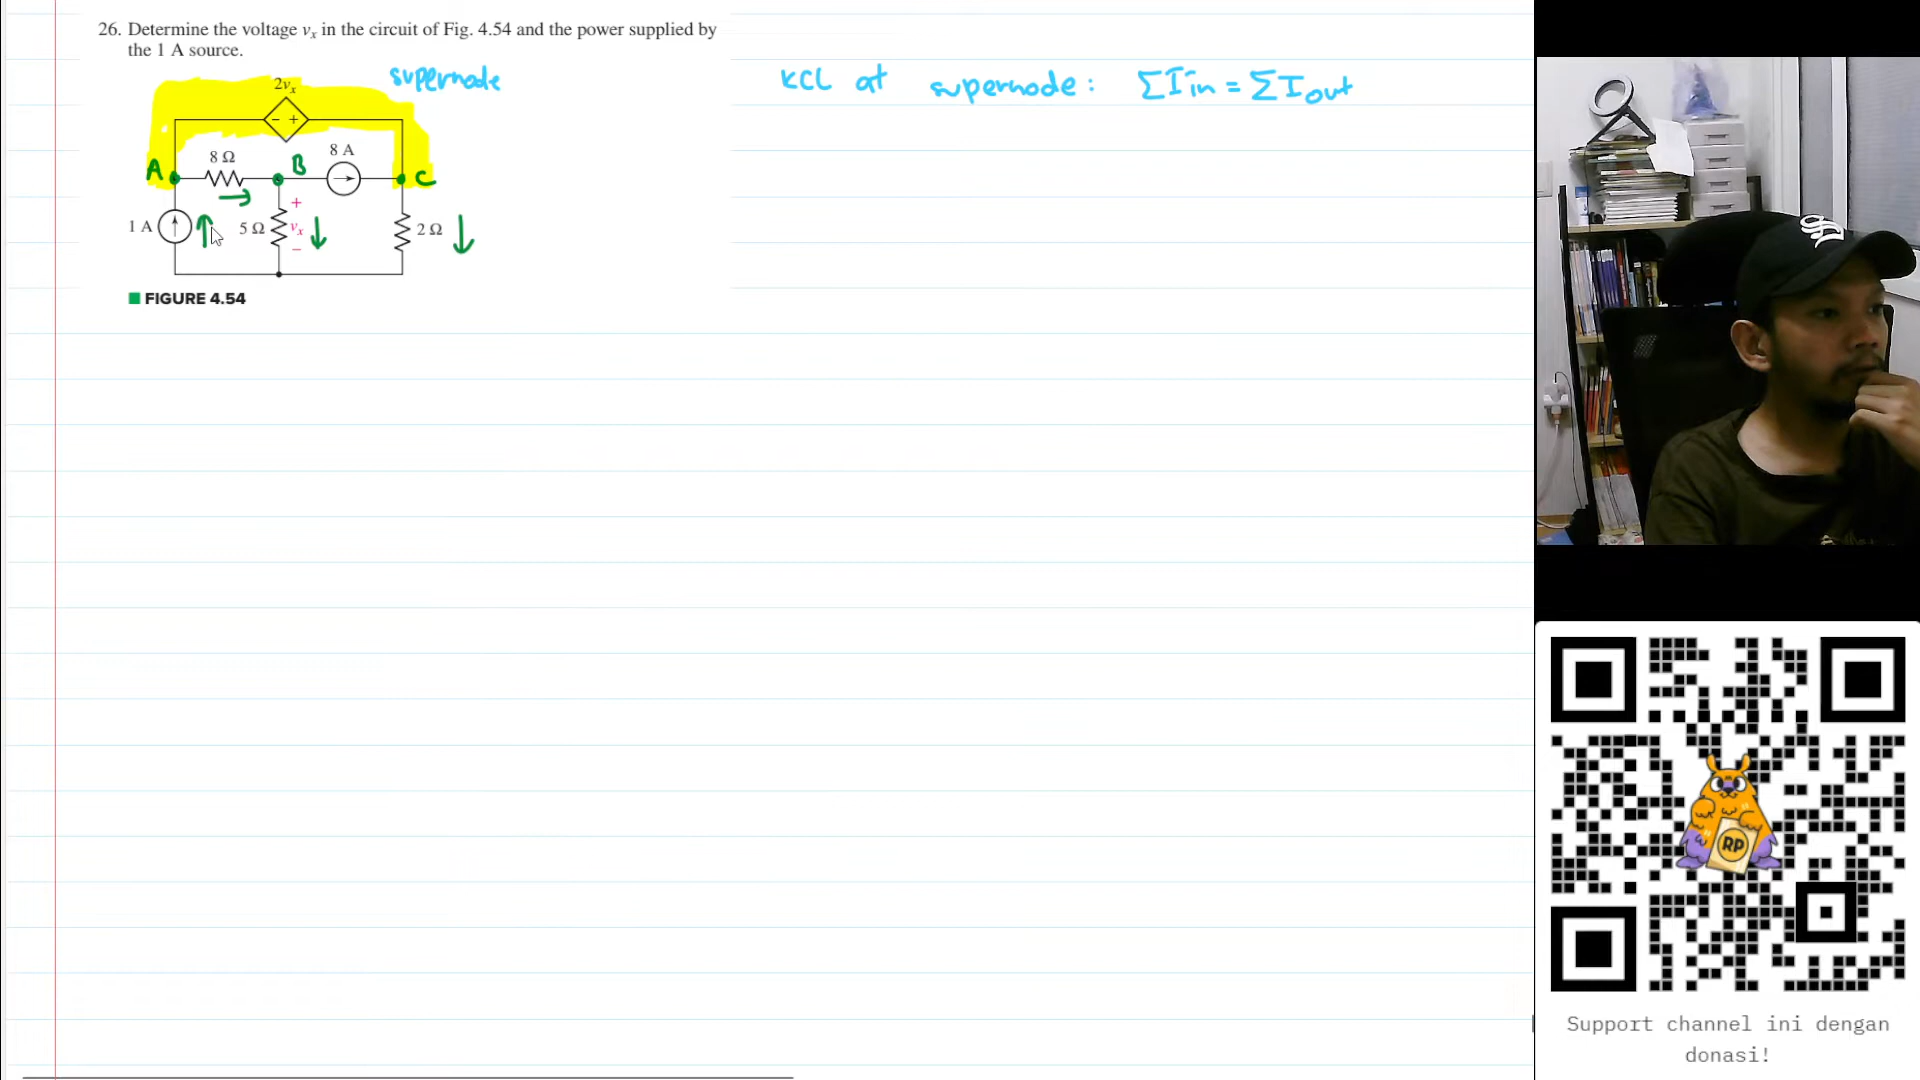 26. Determine the voltage vₓ in the circuit of Fig. 4.54 and the power supplied by
the 1 A source.
supernode
KCL at supernode: ΣIin = ΣIout
2vₓ
- +
8 Ω
8 A
A
B
C
+
1 A
5 Ω
vₓ
2 Ω
-
FIGURE 4.54
RP
Support channel ini dengan
donasi!